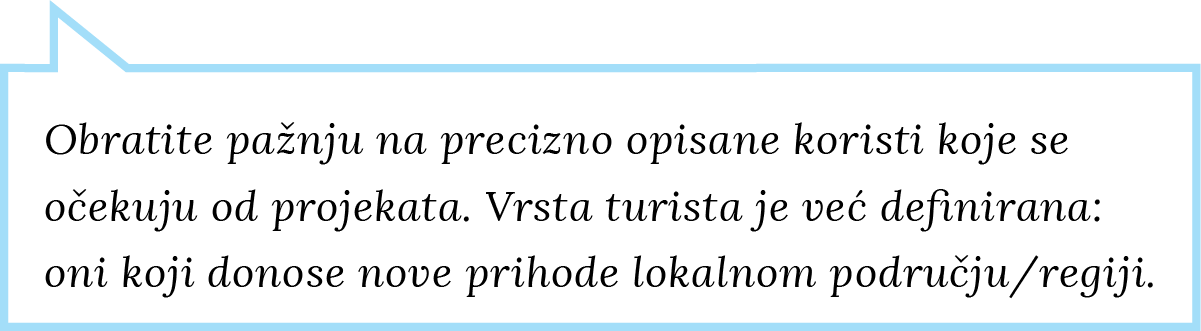 Obratite pažnju na precizno opisane koristi koje se
očekuju od projekata. Vrsta turista je već definirana:
oni koji donose nove prihode lokalnom području/regiji.